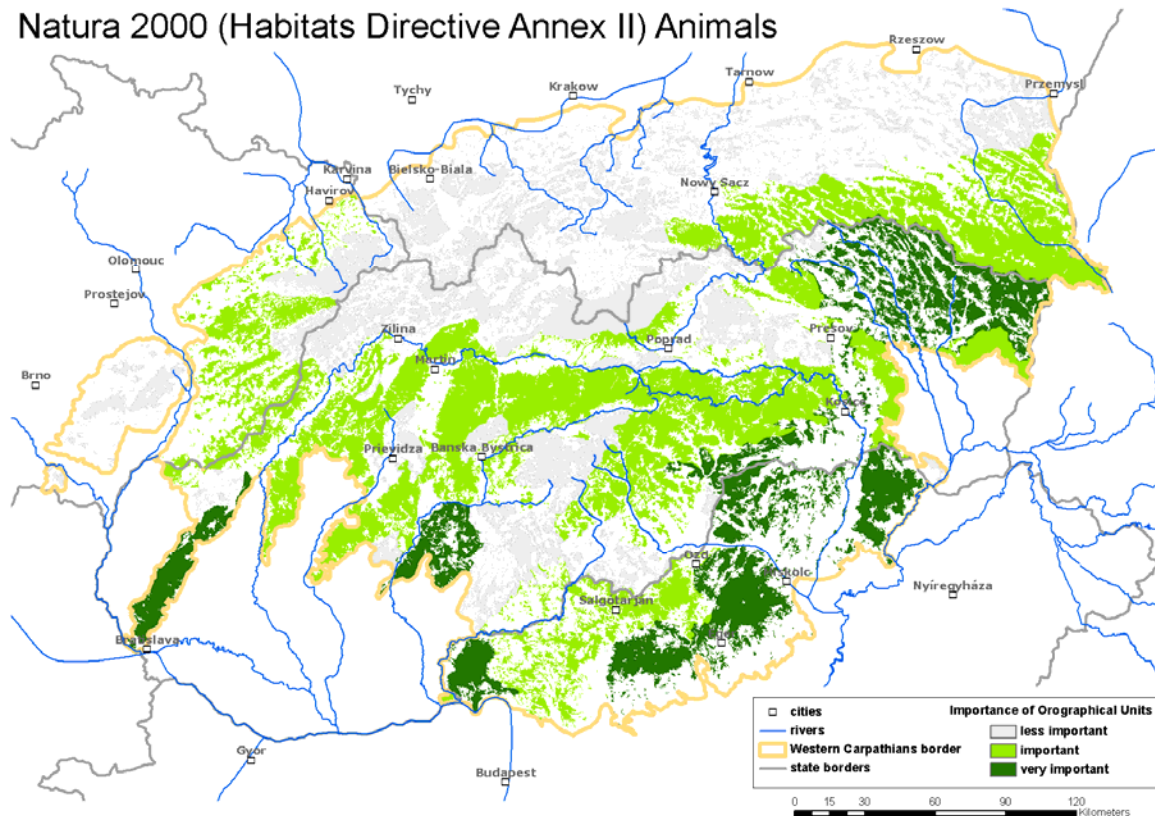 Natura 2000 (Habitats Directive Annex II) Animals
Rzeszow
Tarnow
Tychy
Krakow
Przemysl
Karvina
Bielsko-Biala
Havirov
Nowy Sacz
Olomouc
Prostejov
Zilina
Presov
Poprad
Martin
Brno
Kosice
Prievidza
Banska Bystrica
Ozd
Miskolc
Nyíregyháza
Salgotarján
Bratislava
Gyor
Budapest
cities
rivers
Western Carpathians border
state borders
Importance of Orographical Units
less important
important
very important
0 15 30 60 90 120
Kilometers